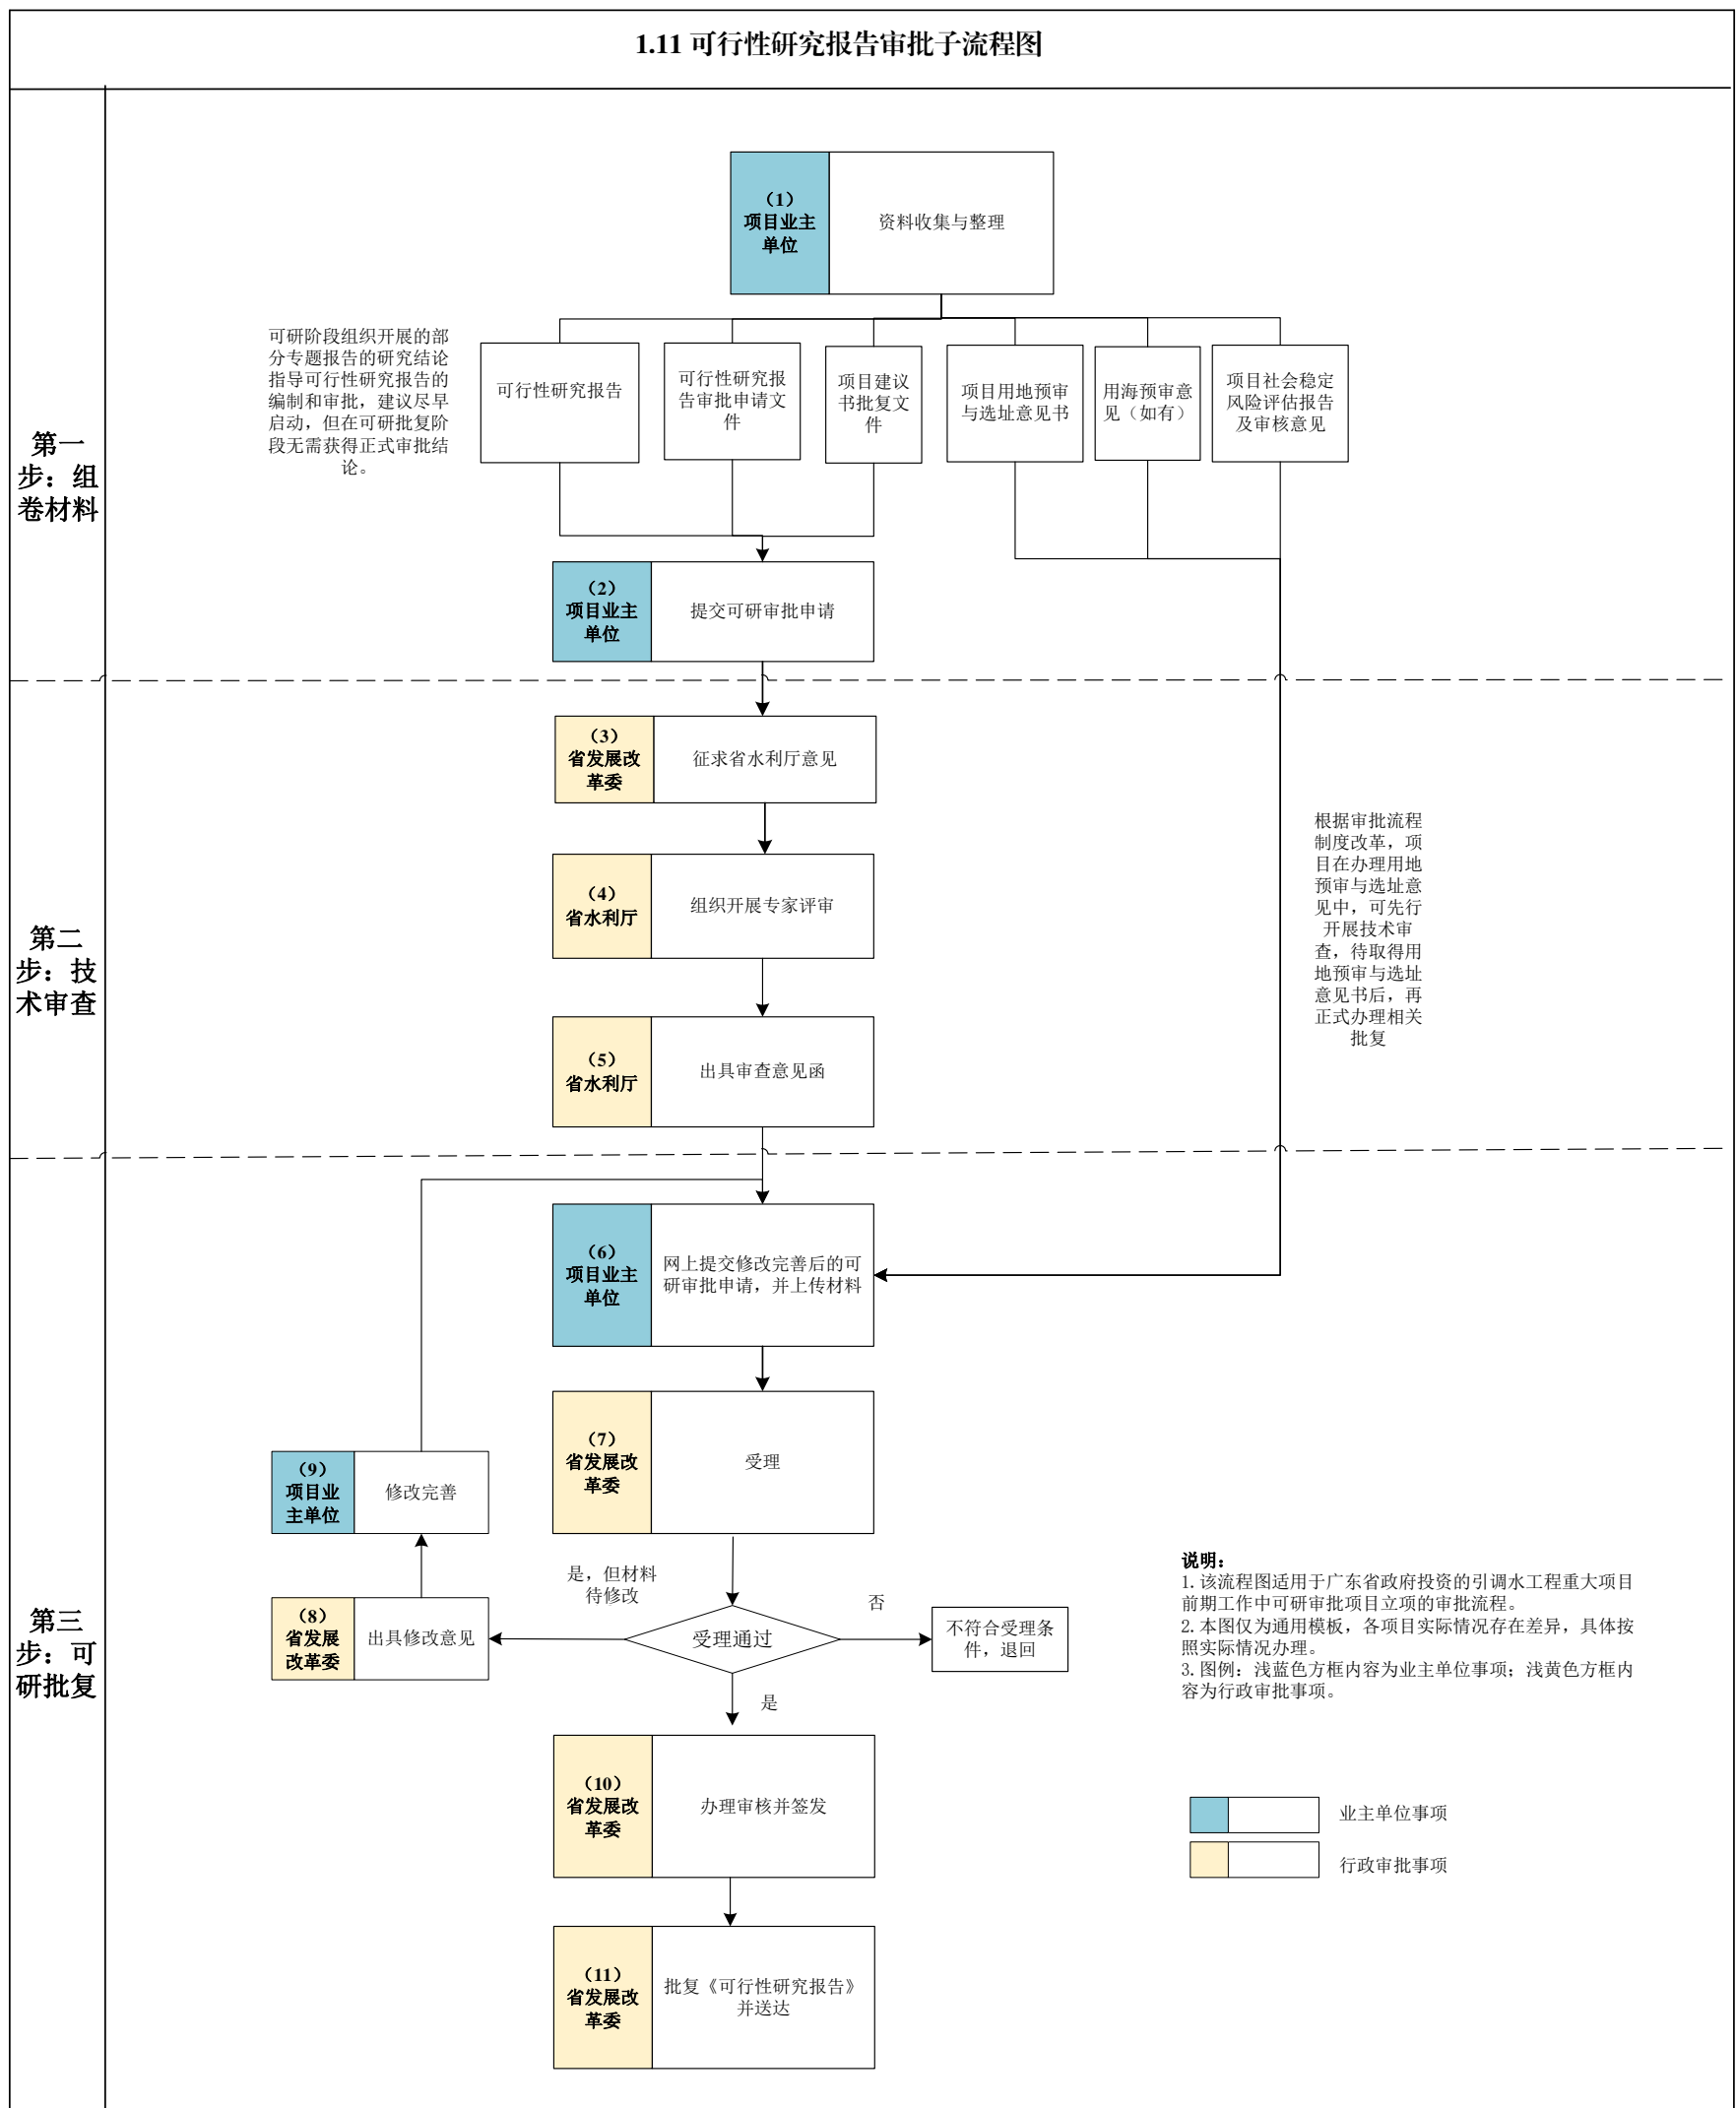 1.11 可行性研究报告审批子流程图
第一
步：组
卷材料
（1）
项目业主
单位
资料收集与整理
可研阶段组织开展的部
分专题报告的研究结论
指导可行性研究报告的
编制和审批，建议尽早
启动，但在可研批复阶
段无需获得正式审批结
论。
可行性研究报告
可行性研究报
告审批申请文
件
项目建议
书批复文
件
项目用地预审
与选址意见书
用海预审意
见（如有）
项目社会稳定
风险评估报告
及审核意见
（2）
项目业主
单位
提交可研审批申请
第二
步：技
术审查
（3）
省发展改
革委
征求省水利厅意见
（4）
省水利厅
组织开展专家评审
（5）
省水利厅
出具审查意见函
根据审批流程
制度改革，项
目在办理用地
预审与选址意
见中，可先行
开展技术审
查，待取得用
地预审与选址
意见书后，再
正式办理相关
批复
第三
步：可
研批复
（6）
项目业主
单位
网上提交修改完善后的可
研审批申请，并上传材料
（7）
省发展改
革委
受理
（9）
项目业
主单位
修改完善
是，但材料
待修改
（8）
省发展
改革委
出具修改意见
受理通过
否
不符合受理条
件，退回
是
（10）
省发展改
革委
办理审核并签发
（11）
省发展改
革委
批复《可行性研究报告》
并送达
说明：
1.该流程图适用于广东省政府投资的引调水工程重大项目
前期工作中可研审批项目立项的审批流程。
2.本图仅为通用模板，各项目实际情况存在差异，具体按
照实际情况办理。
3.图例：浅蓝色方框内容为业主单位事项；浅黄色方框内
容为行政审批事项。
业主单位事项
行政审批事项